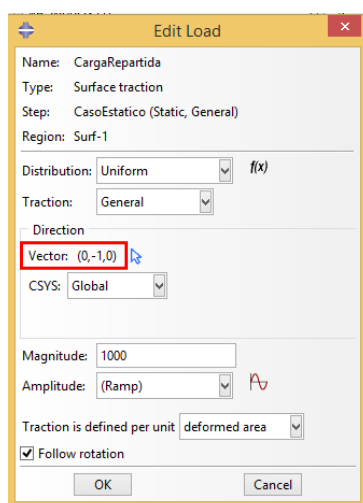 Edit Load
Name: CargaRepartida
Type: Surface traction
Step: CasoEstatico (Static, General)
Region: Surf-1
Distribution: Uniform f(x)
Traction: General
Direction
Vector: (0,-1,0)
CSYS: Global
Magnitude: 1000
Amplitude: (Ramp)
Traction is defined per unit deformed area
Follow rotation
OK Cancel